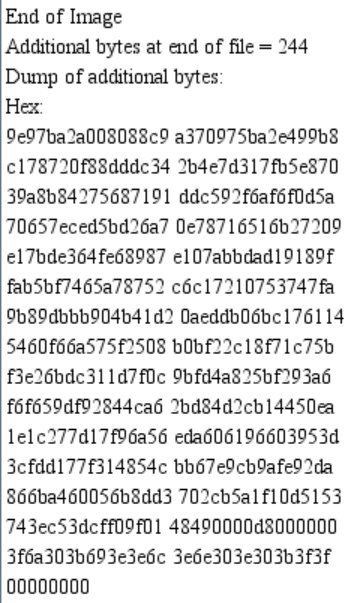 End of Image
Additional bytes at end of file = 244
Dump of additional bytes:
Hex:
9e97ba2a008088c9 a370975ba2e499b8
c178720f88dddc34 2b4e7d317fb5e870
39a8b84275687191 ddc592f6af6f0d5a
70657eced5bd26a7 0e78716516b27209
e17bde364fe68987 e107abbdad19189f
fab5bf7465a78752 c6c17210753747fa
9b89dbbb904b41d2 0aeddb06bc176114
5460f66a575f2508 b0bf22c18f71c75b
f3e26bdc311d7f0c 9bfd4a825bf293a6
f6f659df92844ca6 2bd84d2cb14450ea
1e1c277d17f96a56 eda606196603953d
3cfdd177f314854c bb67e9cb9afe92da
866ba460056b8dd3 702cb5a1f10d5153
743ec53dcff09f01 48490000d8000000
3f6a303b693e3e6c 3e6e303e303b3f3f
00000000